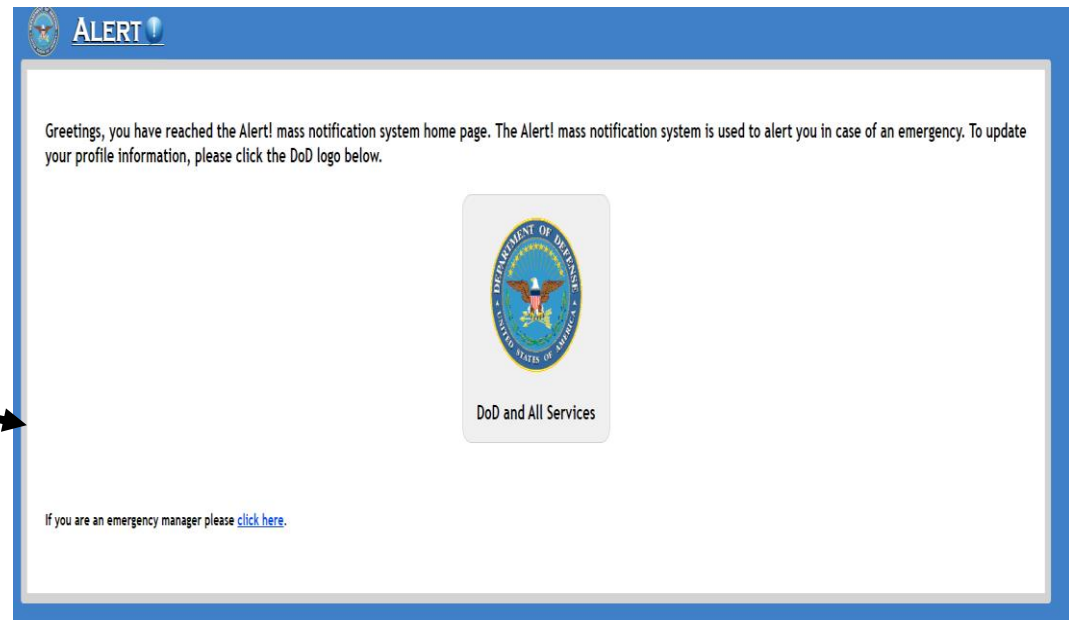 ALERT!
Greetings, you have reached the Alert! mass notification system home page. The Alert! mass notification system is used to alert you in case of an emergency. To update
your profile information, please click the DoD logo below.
DEPARTMENT OF DEFENSE
UNITED STATES OF AMERICA
DoD and All Services
If you are an emergency manager please click here.